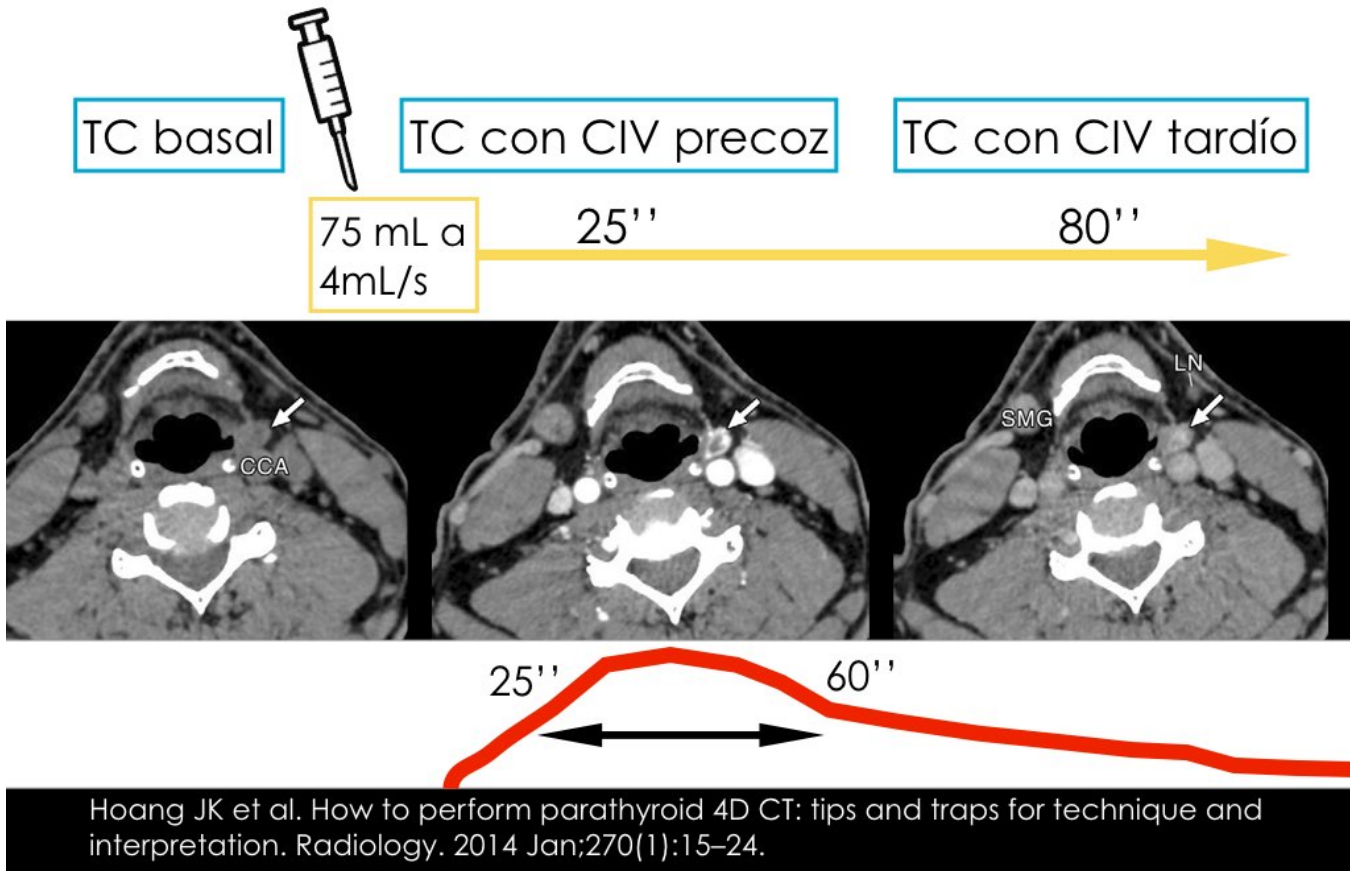 TC basal
TC con CIV precoz
TC con CIV tardío
75 mL a
4mL/s
25’’
80’’
CCA
SMG
LN
25’’
60’’
Hoang JK et al. How to perform parathyroid 4D CT: tips and traps for technique and
interpretation. Radiology. 2014 Jan;270(1):15–24.